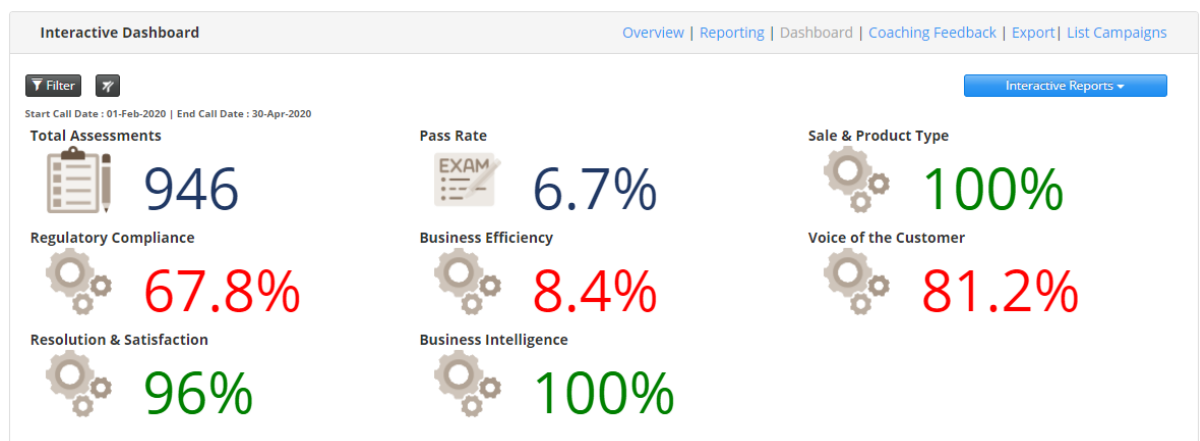 Interactive Dashboard
Overview | Reporting | Dashboard | Coaching Feedback | Export| List Campaigns
Filter
Interactive Reports
Start Call Date : 01-Feb-2020 | End Call Date : 30-Apr-2020
Total Assessments
946
Pass Rate
EXAM
6.7%
Sale & Product Type
100%
Regulatory Compliance
67.8%
Business Efficiency
8.4%
Voice of the Customer
81.2%
Resolution & Satisfaction
96%
Business Intelligence
100%